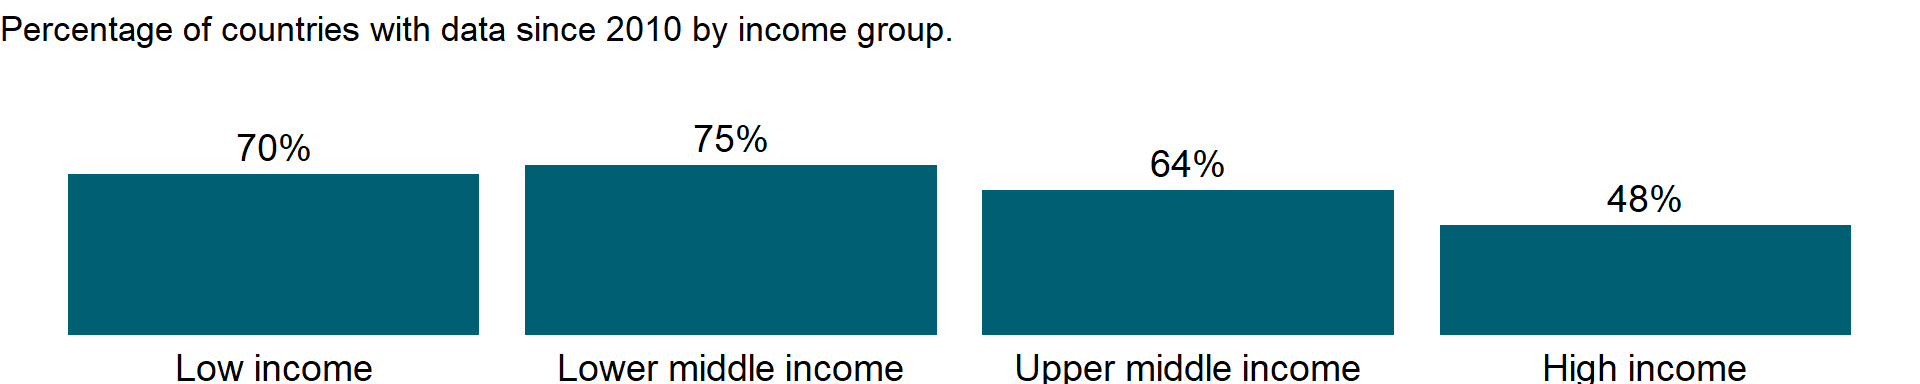 Percentage of countries with data since 2010 by income group.
70%
75%
64%
48%
Low income
Lower middle income
Upper middle income
High income